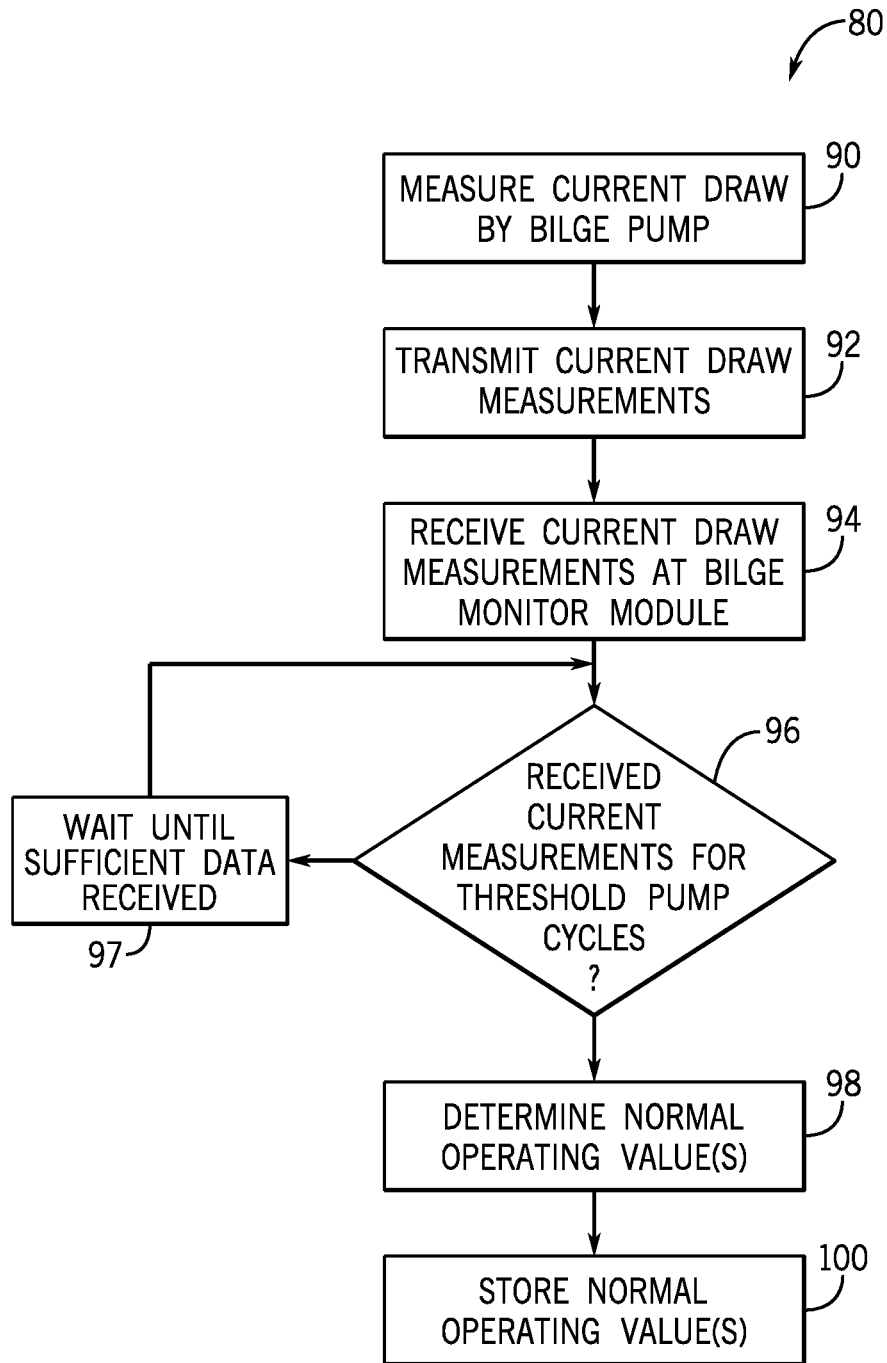 80
90
MEASURE CURRENT DRAW
BY BILGE PUMP
92
TRANSMIT CURRENT DRAW
MEASUREMENTS
94
RECEIVE CURRENT DRAW
MEASUREMENTS AT BILGE
MONITOR MODULE
96
RECEIVED
CURRENT
MEASUREMENTS FOR
THRESHOLD PUMP
CYCLES
?
WAIT UNTIL
SUFFICIENT DATA
RECEIVED
97
98
DETERMINE NORMAL
OPERATING VALUE(S)
100
STORE NORMAL
OPERATING VALUE(S)